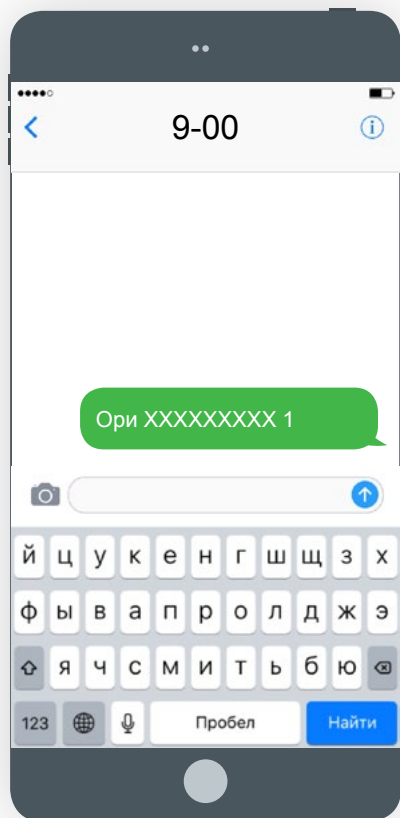 9-00
Ори XXXXXXXXX 1
й ц у к е н г ш щ з х
ф ы в а п р о л д ж э
я ч с м и т ь б ю
123 Пробел Найти